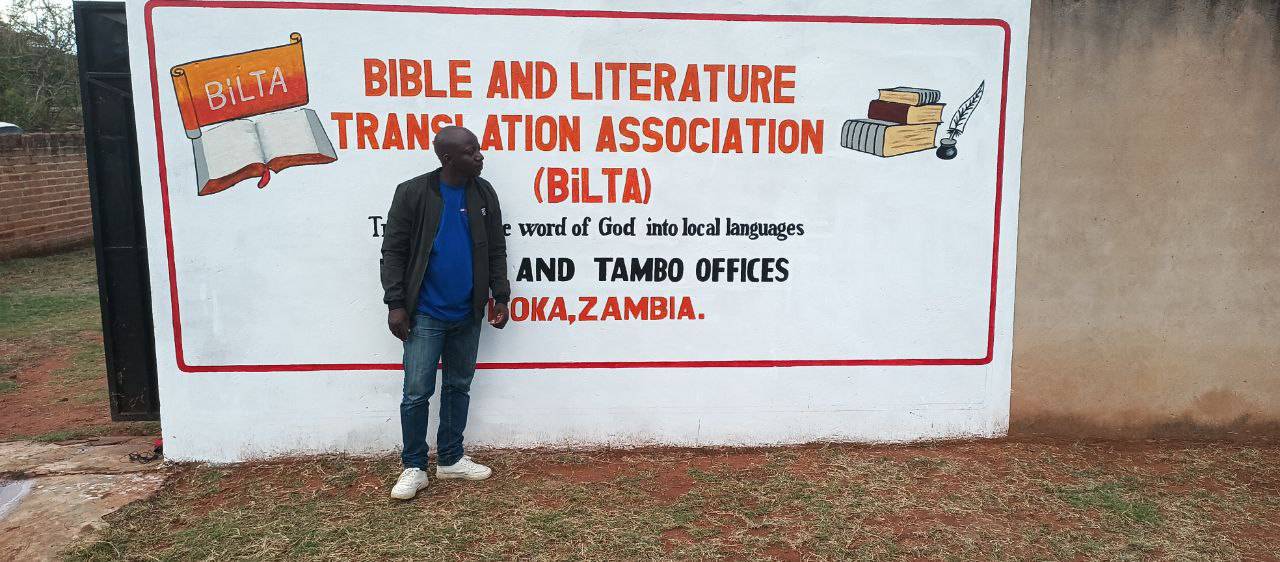 BiLTA
BIBLE AND LITERATURE
TRANSLATION ASSOCIATION
(BiLTA)
word of God into local languages
AND TAMBO OFFICES
ZAMBIA.